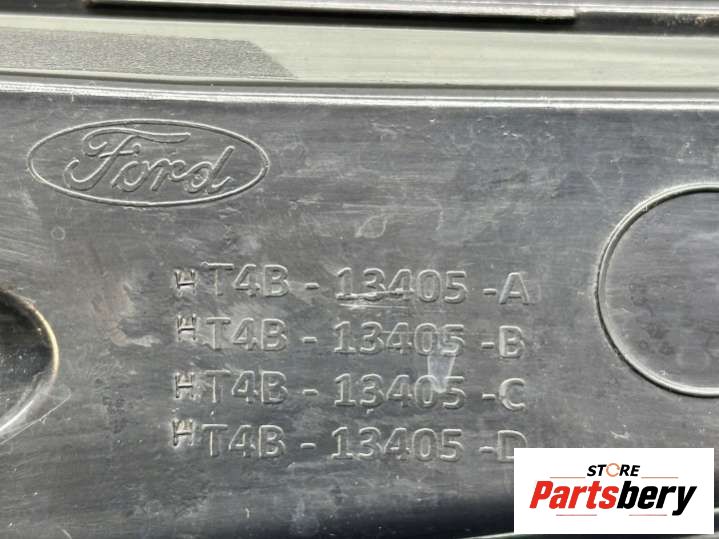 Ford
HT4B - 13405 -A
HT4B - 13405 -B
HT4B - 13405 -C
HT4B - 13405 -D
STORE
Partsbery